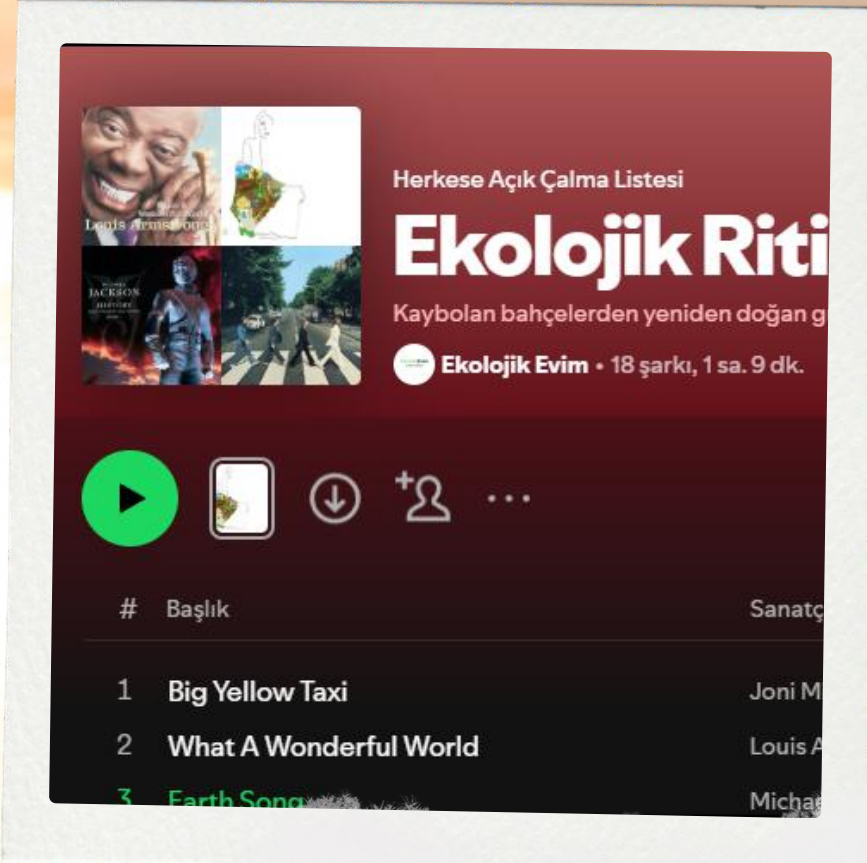 Louis Armstrong
JACKSON
HISTORY
Herkese Açık Çalma Listesi
Ekolojik Riti
Kaybolan bahçelerden yeniden doğan g
Ekolojik Evim • 18 şarkı, 1 sa. 9 dk.
# Başlık Sanatç
1 Big Yellow Taxi Joni M
2 What A Wonderful World Louis A
3 Earth Song Michae